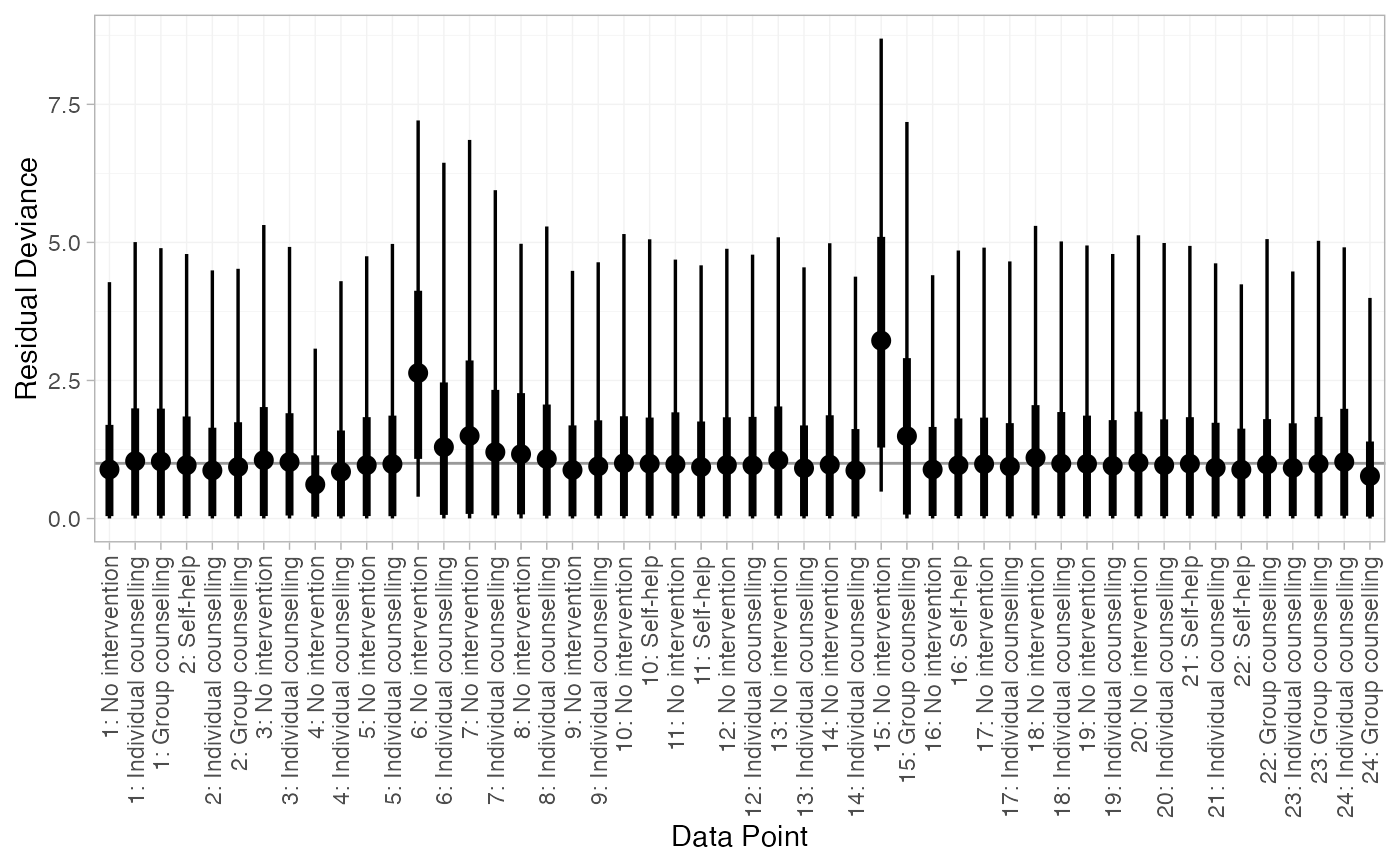 7.5
5.0
2.5
0.0
Residual Deviance
1: No intervention
1: Individual counselling
1: Group counselling
2: Self-help
2: Individual counselling
2: Group counselling
3: No intervention
3: Individual counselling
4: No intervention
4: Individual counselling
5: No intervention
5: Individual counselling
6: No intervention
6: Individual counselling
7: No intervention
7: Individual counselling
8: No intervention
8: Individual counselling
9: No intervention
9: Individual counselling
10: No intervention
10: Self-help
11: No intervention
11: Self-help
12: No intervention
12: Individual counselling
13: No intervention
13: Individual counselling
14: No intervention
14: Individual counselling
15: No intervention
15: Group counselling
16: No intervention
16: Self-help
17: No intervention
17: Individual counselling
18: No intervention
18: Individual counselling
19: No intervention
19: Individual counselling
20: No intervention
20: Individual counselling
21: Self-help
21: Individual counselling
22: Self-help
22: Group counselling
23: Individual counselling
23: Group counselling
24: Individual counselling
24: Group counselling
Data Point